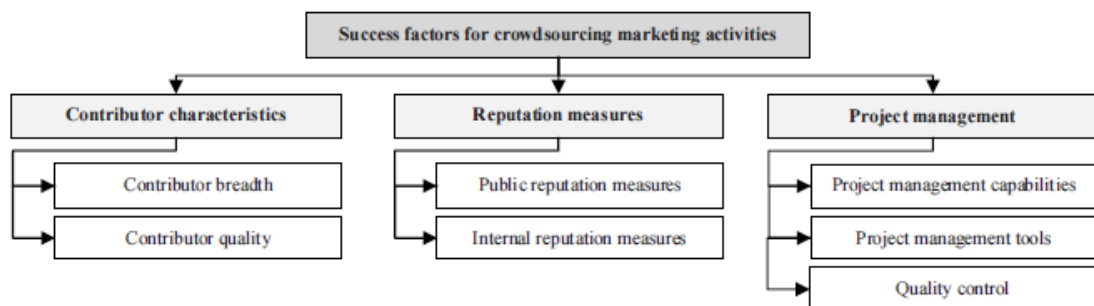 Success factors for crowdsourcing marketing activities
Contributor characteristics
Contributor breadth
Contributor quality
Reputation measures
Public reputation measures
Internal reputation measures
Project management
Project management capabilities
Project management tools
Quality control